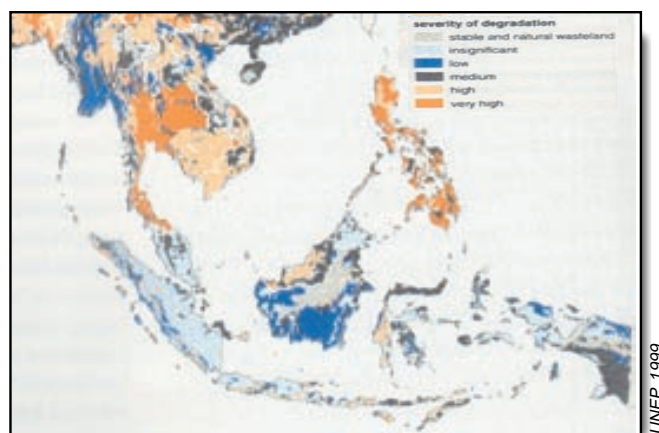 severity of degradation
stable and natural wasteland
insignificant
low
medium
high
very high
UNEP, 1999